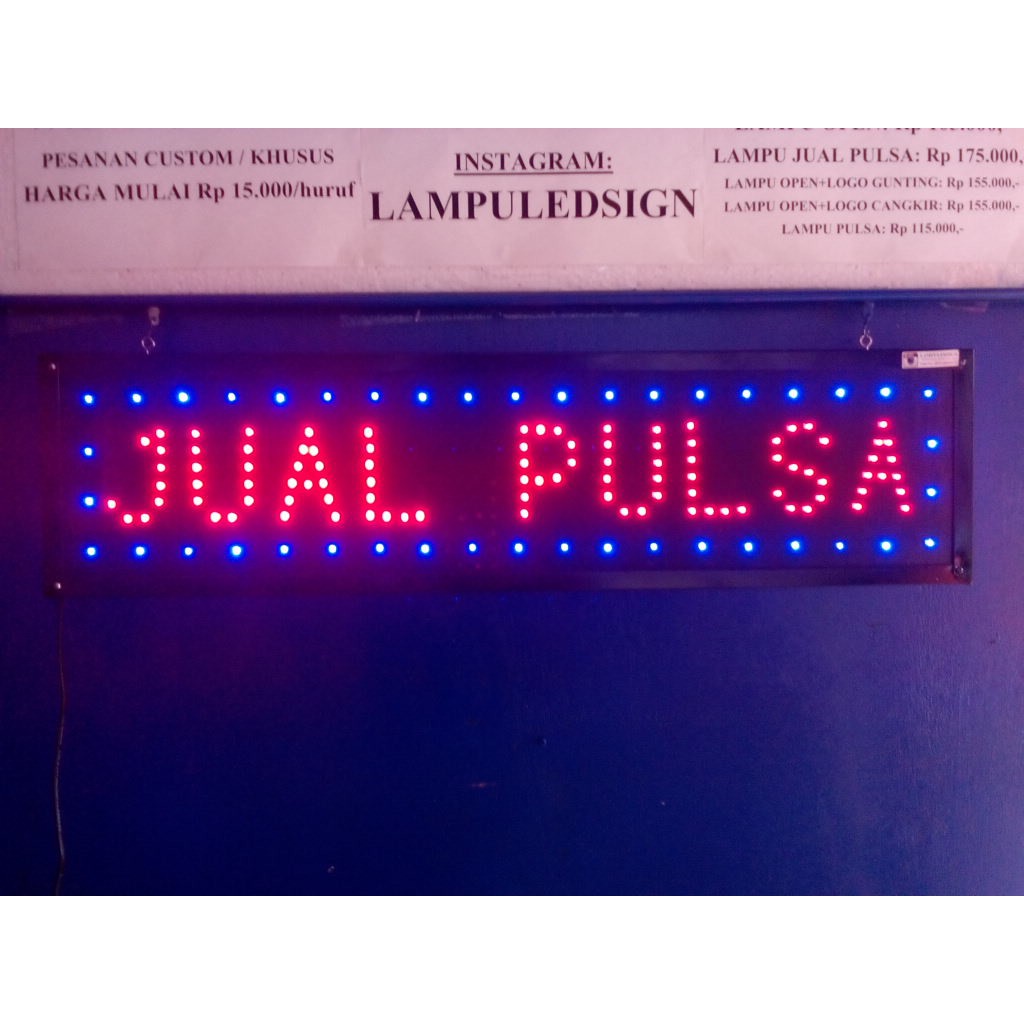 PESANAN CUSTOM / KHUSUS
HARGA MULAI Rp 15.000/huruf
INSTAGRAM:
LAMPULEDSIGN
LAMPU JUAL PULSA: Rp 175.000,
LAMPU OPEN+LOGO GUNTING: Rp 155.000,-
LAMPU OPEN+LOGO CANGKIR: Rp 155.000,-
LAMPU PULSA: Rp 115.000,-
JUAL PULSA